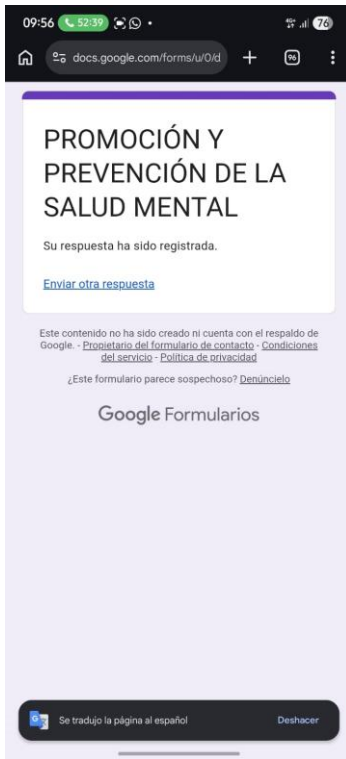 09:56 52:39
76
docs.google.com/forms/u/0/d
96
PROMOCIÓN Y
PREVENCIÓN DE LA
SALUD MENTAL
Su respuesta ha sido registrada.
Enviar otra respuesta
Este contenido no ha sido creado ni cuenta con el respaldo de
Google. - Propietario del formulario de contacto - Condiciones
del servicio - Política de privacidad
¿Este formulario parece sospechoso? Denúncielo
Google Formularios
Se tradujo la página al español Deshacer